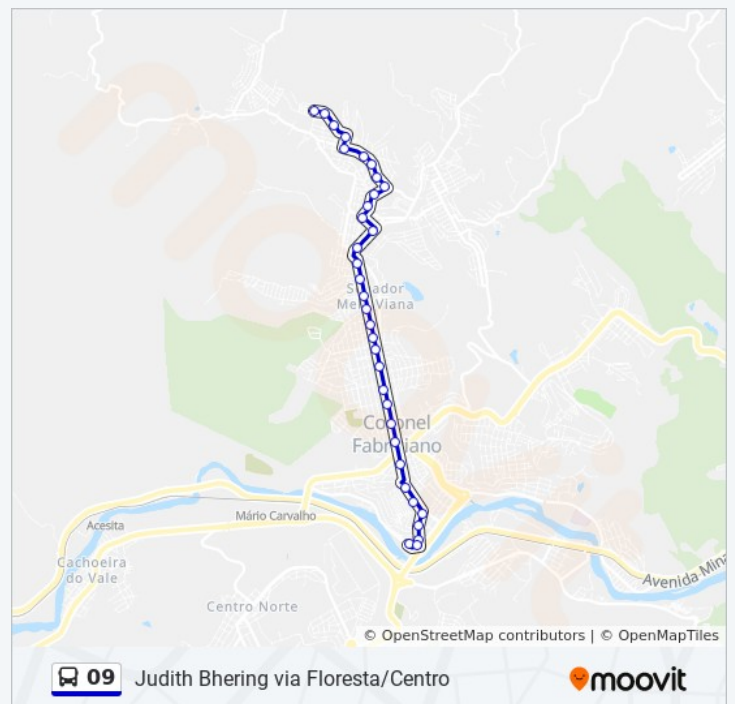 Senador
Melo Viana
Coronel
Fabriciano
Mário Carvalho
Acesita
Cachoeira
do Vale
Centro Norte
Avenida Mina
© OpenStreetMap contributors | © OpenMapTiles
09 Judith Bhering via Floresta/Centro
moovit